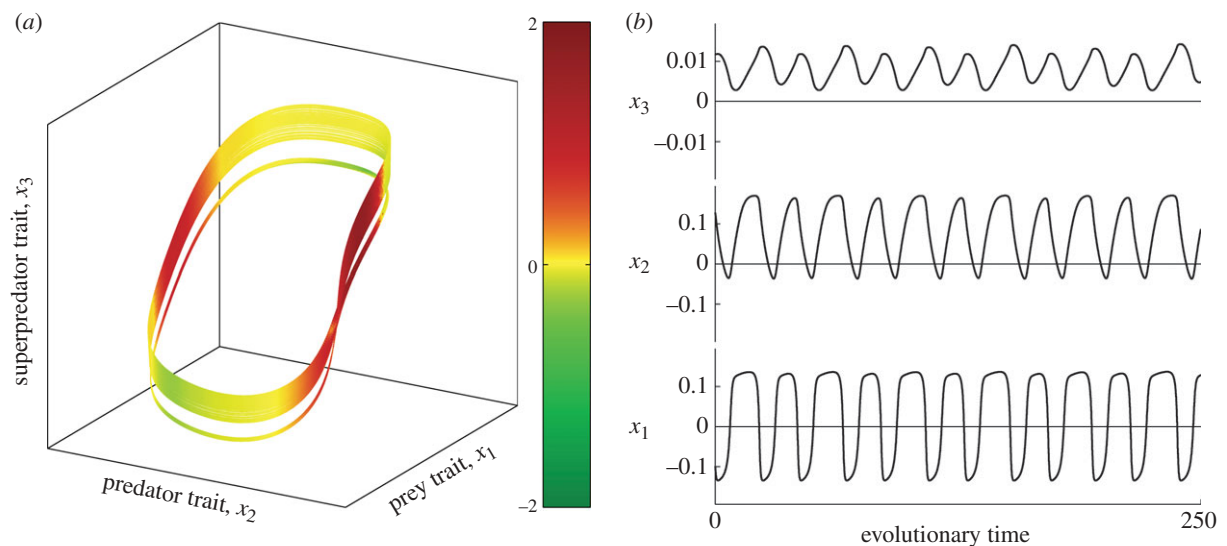 (a)
superpredator trait, x3
predator trait, x2
prey trait, x1
2
0
−2
(b)
0.01
x3
0
−0.01
0.1
x2
0
−0.1
0.1
x1
0
−0.1
0
250
evolutionary time